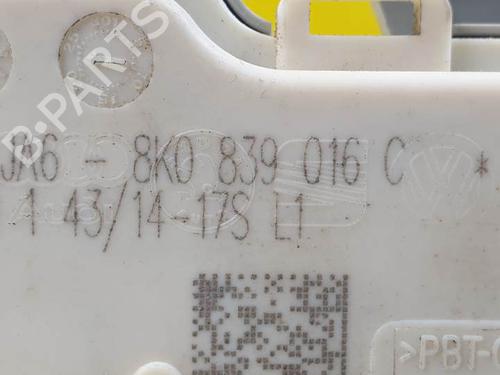 B-PARTS
JA6 - 8K0 839 016 C *
1 43/14-17S L1
>PBT-